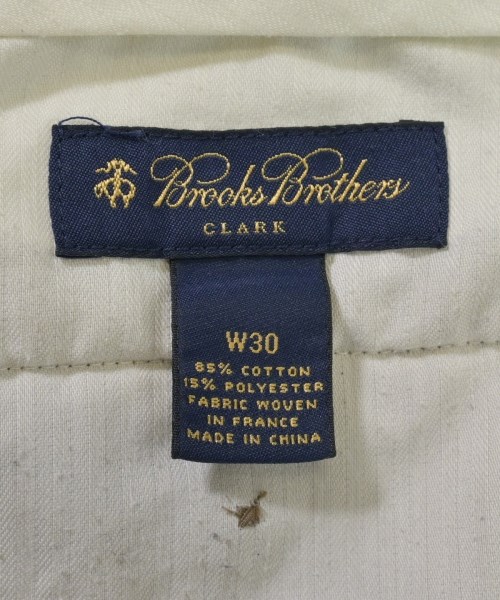 Brooks Brothers
CLARK
W30
85% COTTON
15% POLYESTER
FABRIC WOVEN
IN FRANCE
MADE IN CHINA